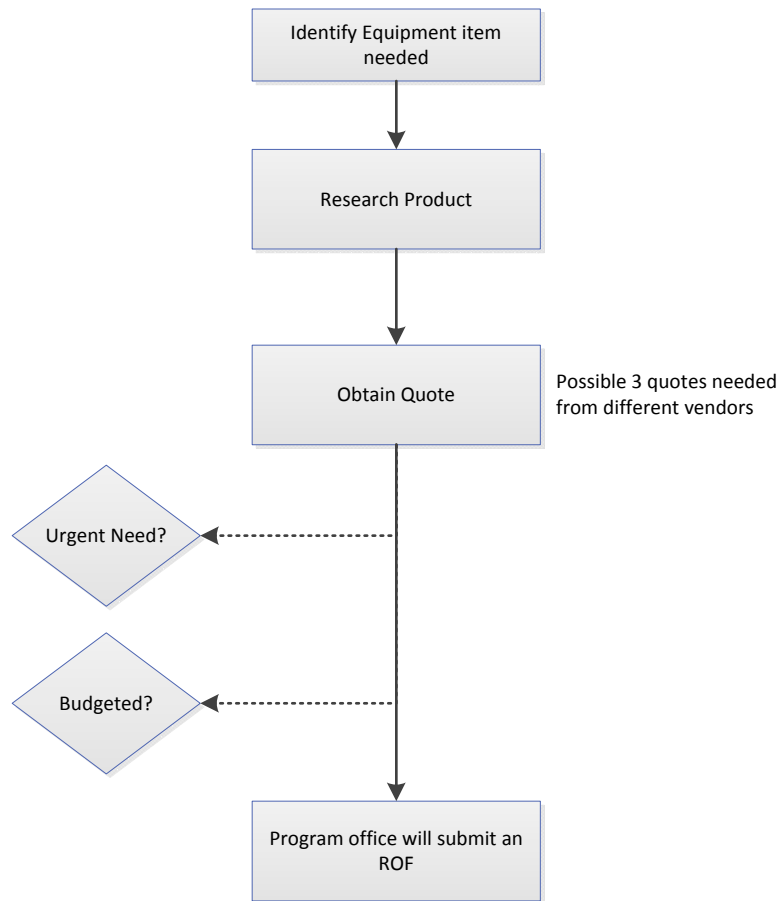 Identify Equipment item
needed
Research Product
Obtain Quote
Possible 3 quotes needed
from different vendors
Urgent Need?
Budgeted?
Program office will submit an
ROF